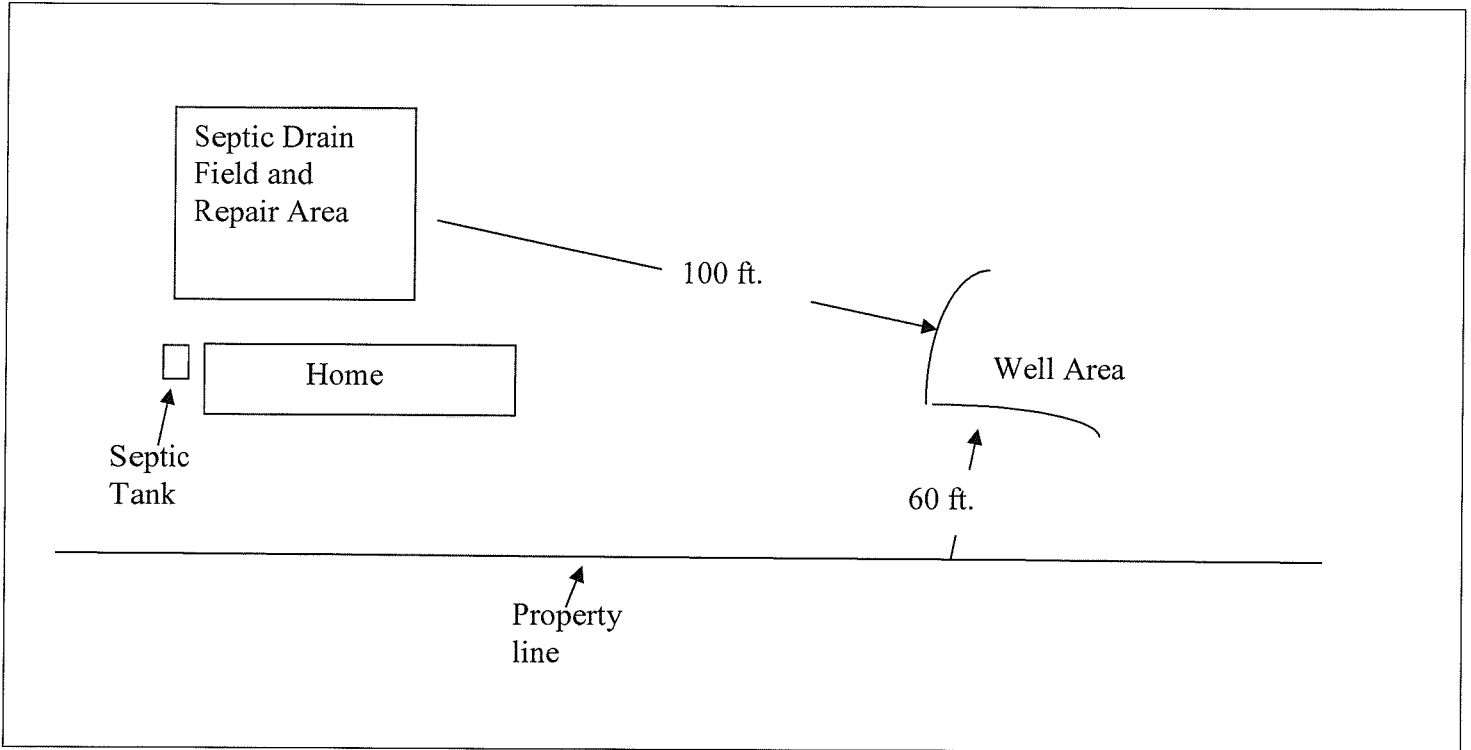 Septic Drain
Field and
Repair Area
100 ft.
Home
Well Area
Septic
Tank
60 ft.
Property
line